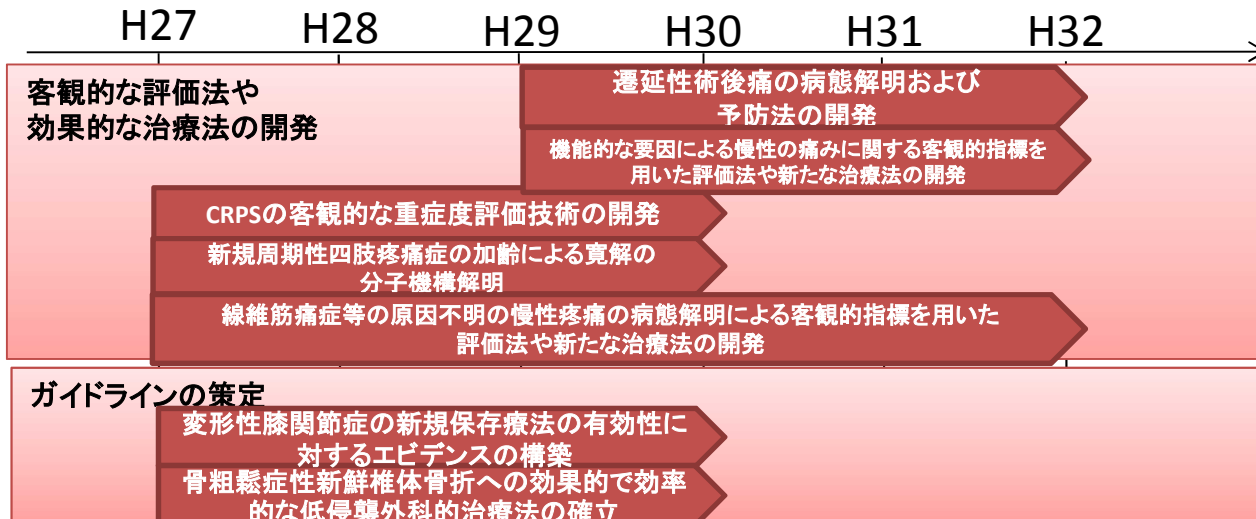 H27 H28 H29 H30 H31 H32
客観的な評価法や
効果的な治療法の開発
遷延性術後痛の病態解明および
予防法の開発
機能的な要因による慢性の痛みに関する客観的指標を
用いた評価法や新たな治療法の開発
CRPSの客観的な重症度評価技術の開発
新規周期性四肢疼痛症の加齢による寛解の
分子機構解明
線維筋痛症等の原因不明の慢性疼痛の病態解明による客観的指標を用いた
評価法や新たな治療法の開発
ガイドラインの策定
変形性膝関節症の新規保存療法の有効性に
対するエビデンスの構築
骨粗鬆症性新鮮椎体骨折への効果的で効率
的な低侵襲外科的治療法の確立